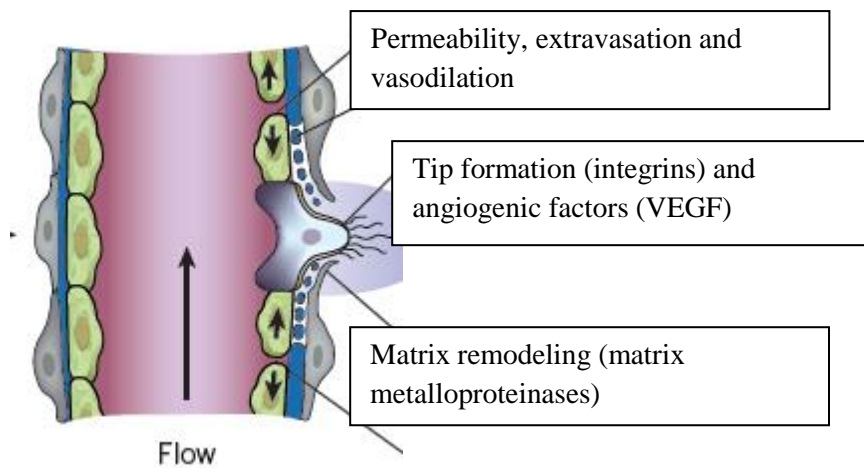 Permeability, extravasation and
vasodilation
Tip formation (integrins) and
angiogenic factors (VEGF)
Matrix remodeling (matrix
metalloproteinases)
Flow